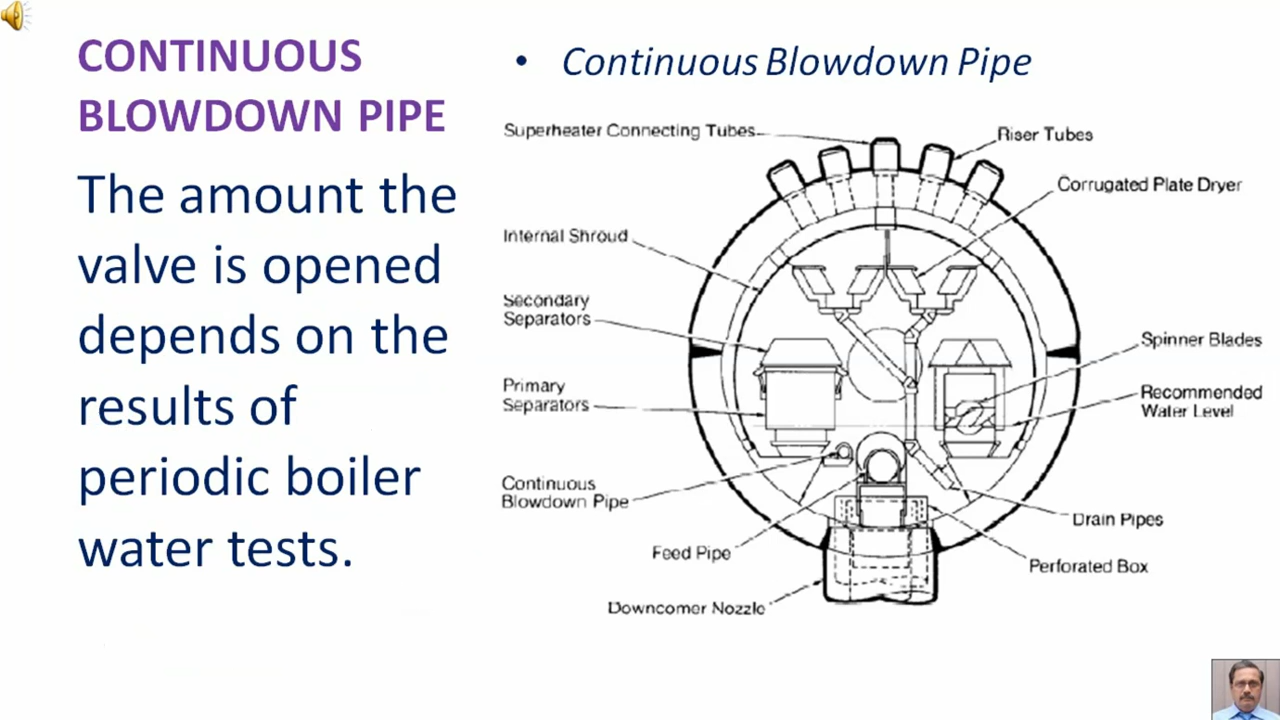 CONTINUOUS
BLOWDOWN PIPE
The amount the
valve is opened
depends on the
results of
periodic boiler
water tests.
• Continuous Blowdown Pipe
Superheater Connecting Tubes
Riser Tubes
Corrugated Plate Dryer
Internal Shroud
Secondary
Separators
Spinner Blades
Primary
Separators
Recommended
Water Level
Continuous
Blowdown Pipe
Drain Pipes
Feed Pipe
Perforated Box
Downcomer Nozzle